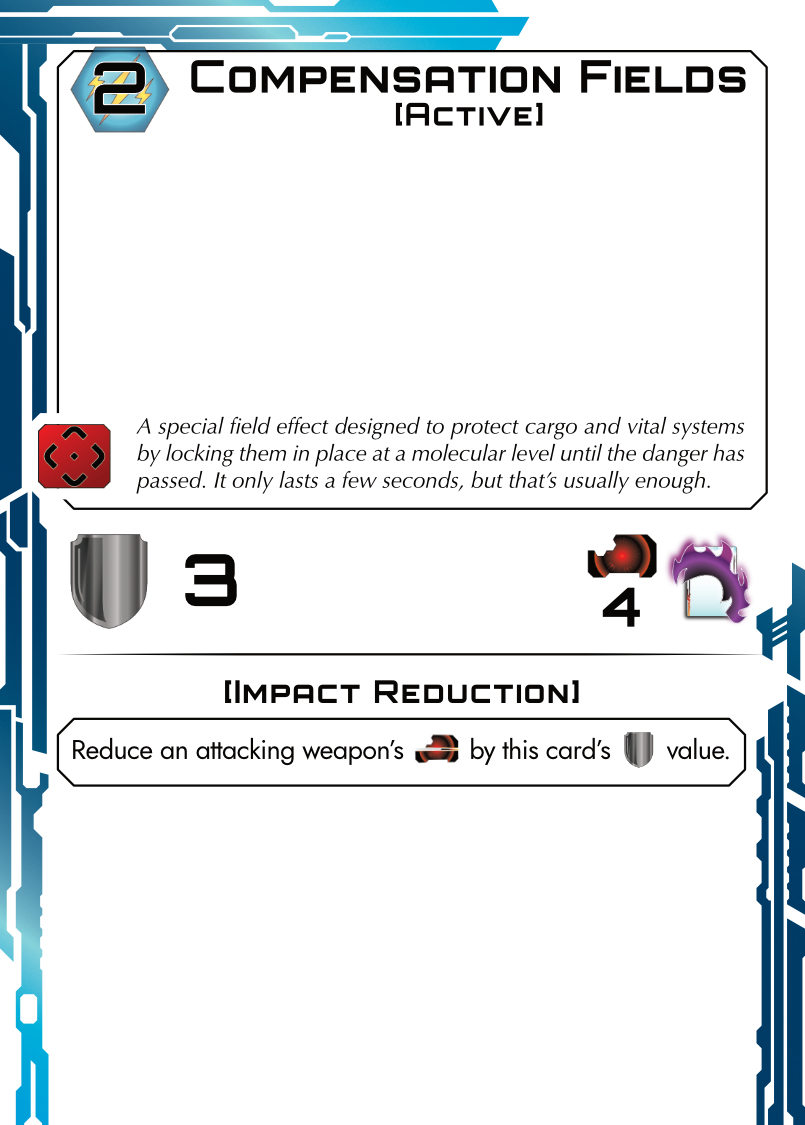 2
COMPENSATION FIELDS
[ACTIVE]
A special field effect designed to protect cargo and vital systems
by locking them in place at a molecular level until the danger has
passed. It only lasts a few seconds, but that’s usually enough.
3
4
[IMPACT REDUCTION]
Reduce an attacking weapon’s by this card’s value.